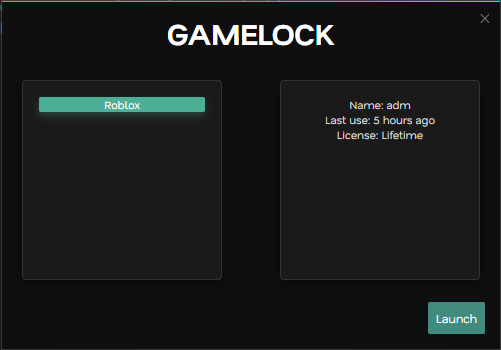 GAMELOCK
Roblox
Name: adm
Last use: 5 hours ago
License: Lifetime
Launch